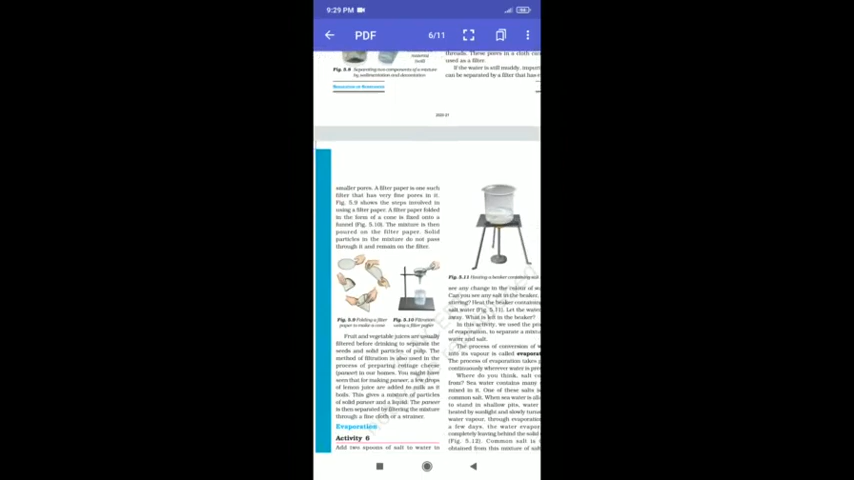 9:29 PM
PDF
6/11
material
itself
Fig. 5.8 Separating two components of a mixture
by sedimentation and decantation
threads. These pores in a cloth can
used as a filter.
If the water is still muddy, impuri
can be separated by a filter that has
smaller pores. A filter paper is one such
filter that has very fine pores in it.
Fig. 5.9 shows the steps involved in
using a filter paper. A filter paper folded
in the form of a cone is fixed onto a
funnel (Fig. 5.10). The mixture is then
poured on the filter paper. Solid
particles in the mixture do not pass
through it and remain on the filter.
Fig. 5.9 Folding a filter
paper to make a cone
Fig. 5.10 Filtration
using a filter paper
Fruit and vegetable juices are usually
filtered before drinking to separate the
seeds and solid particles of pulp. The
method of filtration is also used in the
process of preparing cottage cheese
(paneer) in our homes. You might have
seen that for making paneer, a few drops
of lemon juice are added to milk as it
boils. This gives a mixture of particles
of solid paneer and a liquid. The paneer
is then separated by filtering the mixture
through a fine cloth or a strainer.
Evaporation
Activity 6
Add two spoons of salt to water in
Fig. 5.11 Heating a beaker containing salt
see any change in the colour of
Can you see any salt in the beaker,
stirring? Heat the beaker containing
salt water (Fig. 5.11). Let the water
away. What is left in the beaker?
In this activity, we used the
of evaporation, to separate a mixture
water and salt.
The process of conversion of
into its vapour is called evaporat
The process of evaporation takes
continuously wherever water is
Where do you think, salt
from? Sea water contains many
mixed in it. One of these salts is
common salt. When sea water is
to stand in shallow pits, water
heated by sunlight and slowly turns
water vapour, through evaporation
a few days, the water
completely leaving behind the solid
(Fig. 5.12). Common salt is
obtained from this mixture of